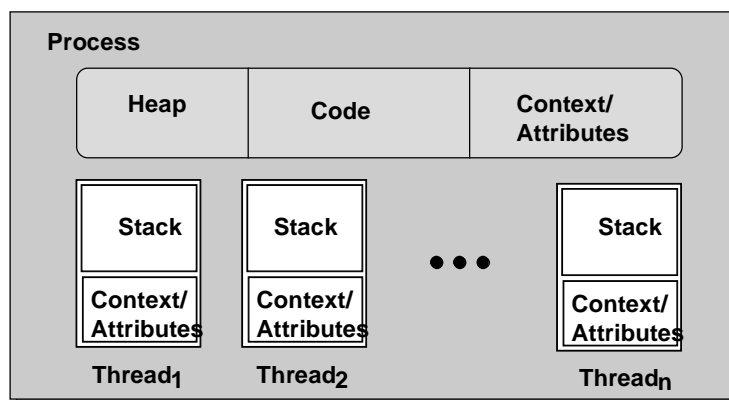 Process
Heap
Code
Context/
Attributes
Stack
Context/
Attributes
Thread1
Stack
Context/
Attributes
Thread2
Stack
Context/
Attributes
Threadn